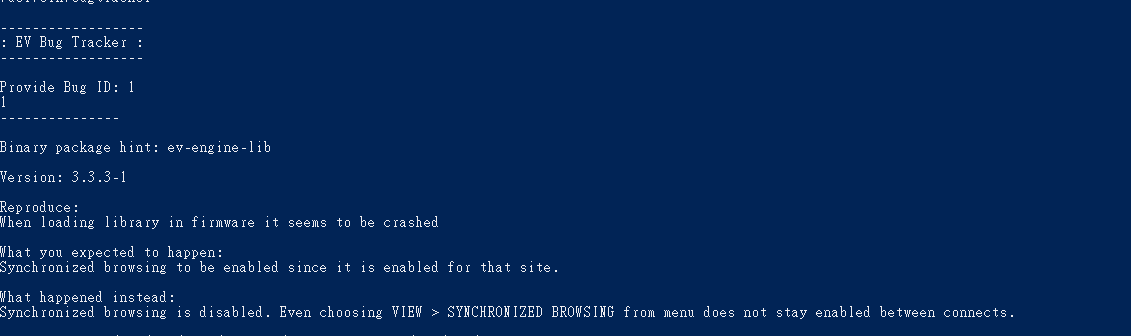 ------------------
: EV Bug Tracker :
------------------
Provide Bug ID: 1
1
---------------
Binary package hint: ev-engine-lib
Version: 3.3.3-1
Reproduce:
When loading library in firmware it seems to be crashed
What you expected to happen:
Synchronized browsing to be enabled since it is enabled for that site.
What happened instead:
Synchronized browsing is disabled. Even choosing VIEW > SYNCHRONIZED BROWSING from menu does not stay enabled between connects.